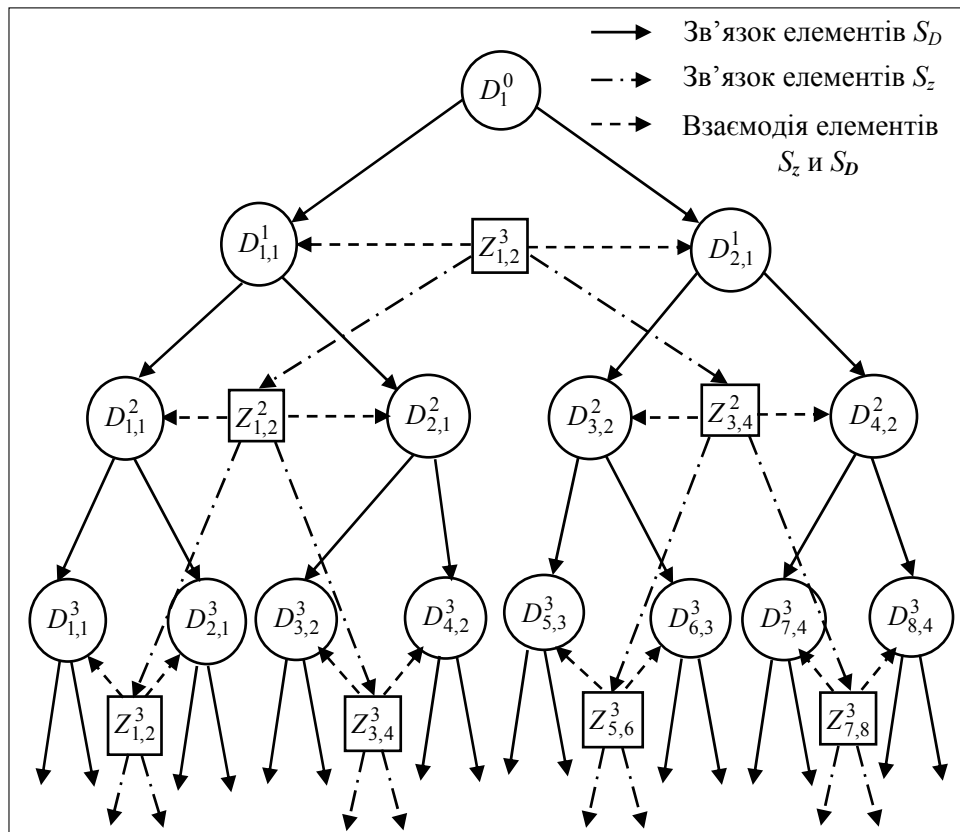 Зв’язок елементів S_D
Зв’язок елементів S_z
Взаємодія елементів
S_z и S_D
D_1^0
D_{1,1}^1
Z_{1,2}^3
D_{2,1}^1
D_{1,1}^2
Z_{1,2}^2
D_{2,1}^2
D_{3,2}^2
Z_{3,4}^2
D_{4,2}^2
D_{1,1}^3
D_{2,1}^3
D_{3,2}^3
D_{4,2}^3
D_{5,3}^3
D_{6,3}^3
D_{7,4}^3
D_{8,4}^3
Z_{1,2}^3
Z_{3,4}^3
Z_{5,6}^3
Z_{7,8}^3